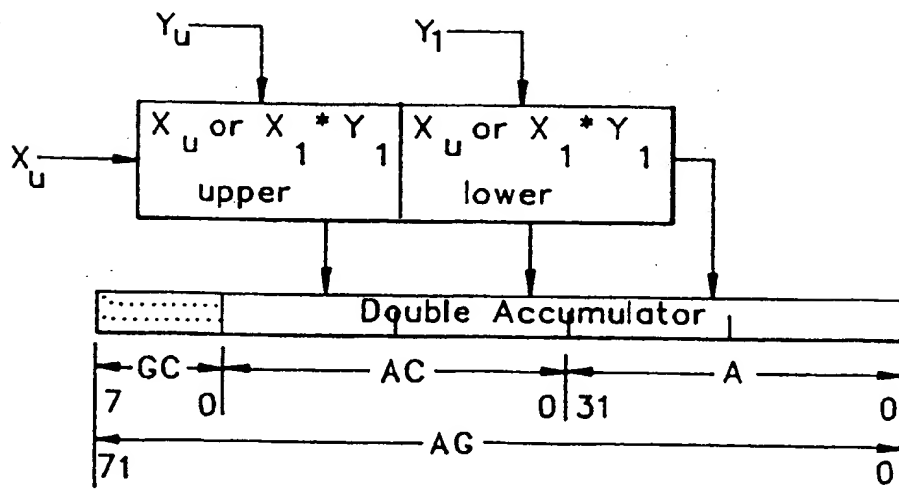 Yu Y1
Xu or X1 * Y1 Xu or X1 * Y1
Xu
upper lower
Double Accumulator
GC AC A
7 0 0 31 0
AG
71 0